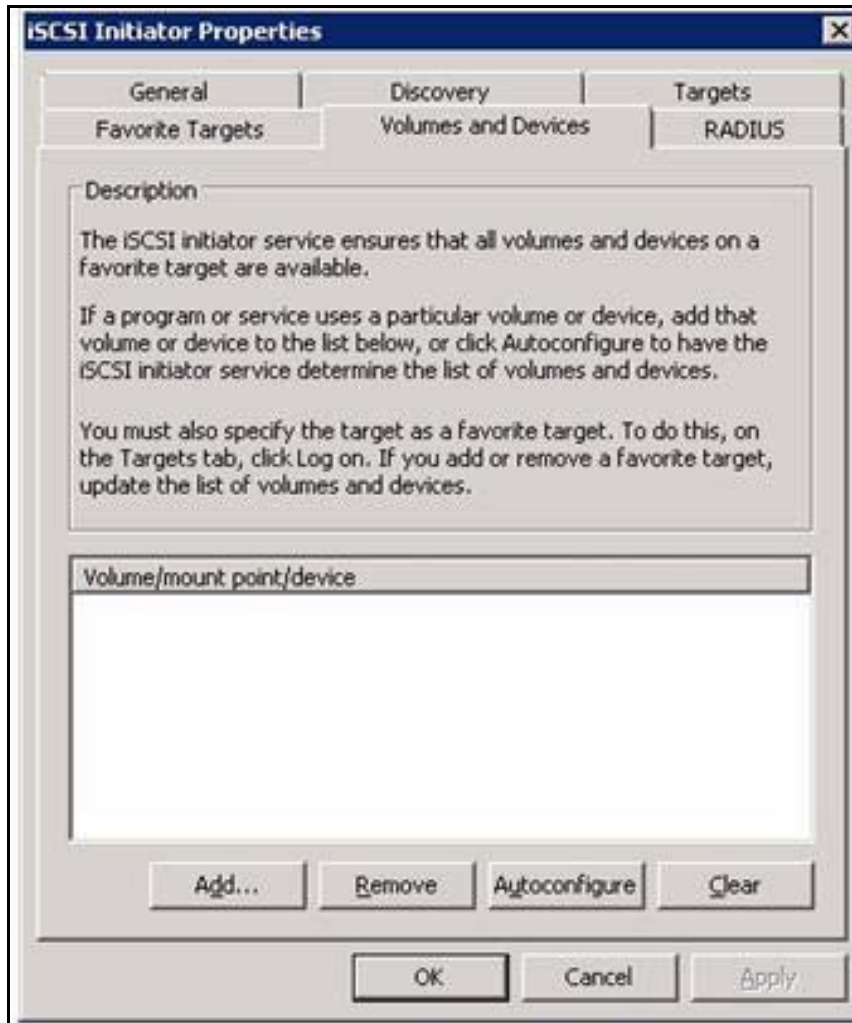 iSCSI Initiator Properties
General
Discovery
Targets
Favorite Targets
Volumes and Devices
RADIUS
Description
The iSCSI initiator service ensures that all volumes and devices on a
favorite target are available.
If a program or service uses a particular volume or device, add that
volume or device to the list below, or click Autoconfigure to have the
iSCSI initiator service determine the list of volumes and devices.
You must also specify the target as a favorite target. To do this, on
the Targets tab, click Log on. If you add or remove a favorite target,
update the list of volumes and devices.
Volume/mount point/device
Add...
Remove
Autoconfigure
Clear
OK
Cancel
Apply